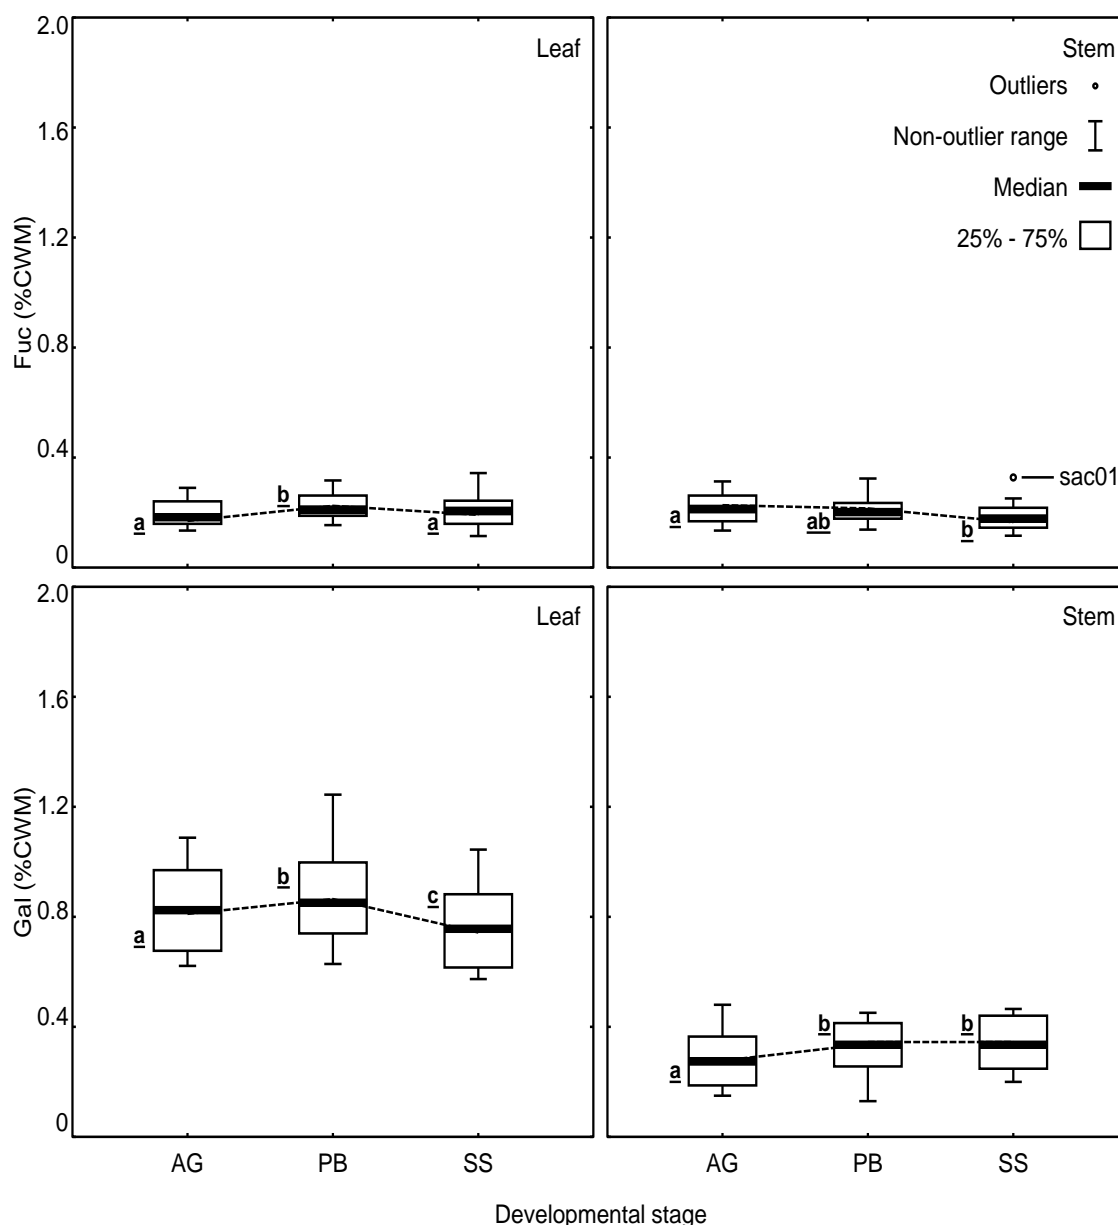 2.0
1.6
1.2
0.8
0.4
0
Fuc (%CWM)
Leaf
a
b
a
Stem
Outliers
Non-outlier range
Median
25% - 75%
sac01
a
ab
b
2.0
1.6
1.2
0.8
0.4
0
Gal (%CWM)
Leaf
a
b
c
Stem
a
b
b
AG PB SS AG PB SS
Developmental stage